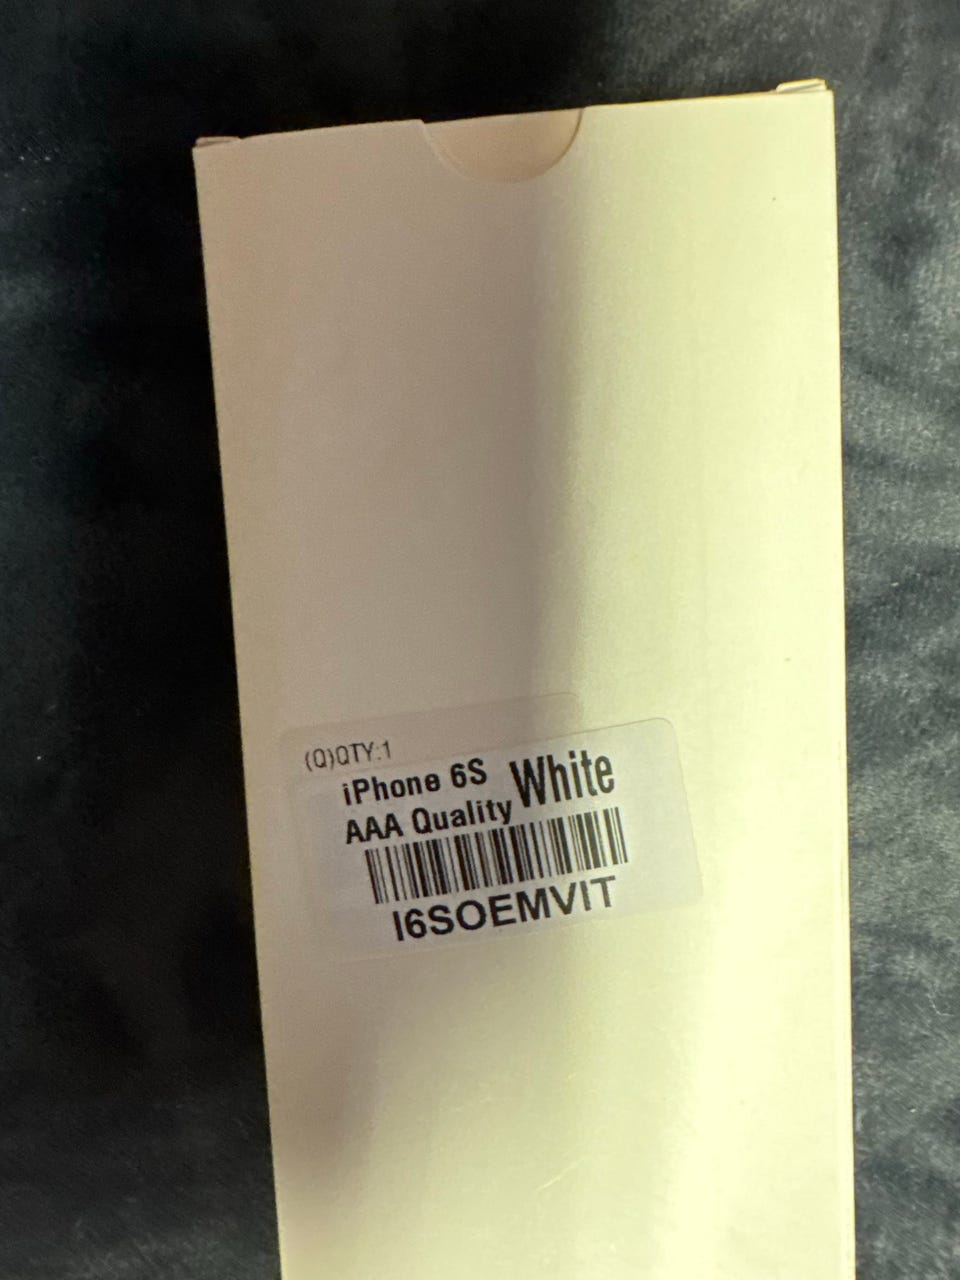 (Q)QTY:1
iPhone 6S White
AAA Quality
I6SOEMVIT